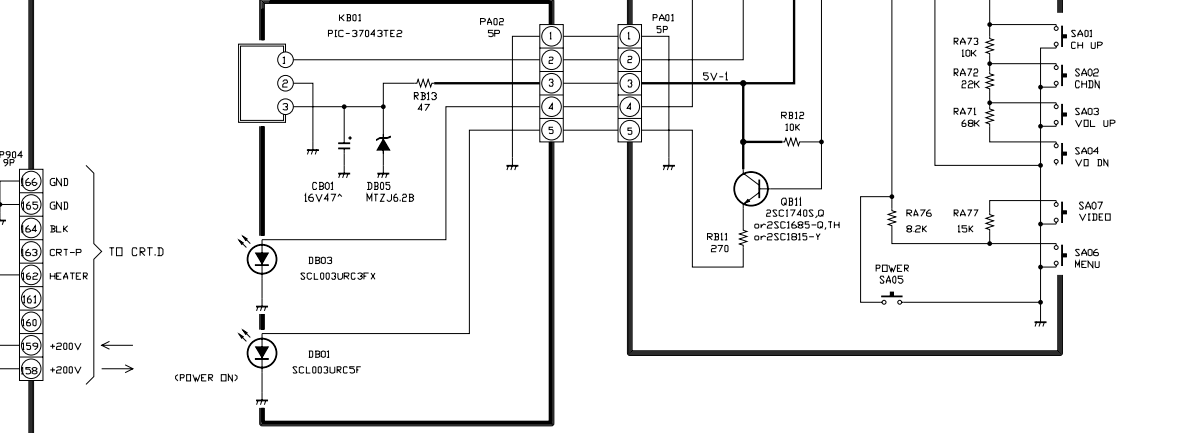 KB01
PIC-37043TE2
PA02
5P
PA01
5P
1
2
3
1
2
3
4
5
1
2
3
4
5
5V-1
RB13
47
CB01
16V47^
DB05
MTZJ6.2B
RB12
10K
QB11
2SC1740S,Q
or2SC1685-Q,TH
or2SC1815-Y
RB11
270
RA73
10K
RA72
22K
RA71
68K
SA01
CH UP
SA02
CHDN
SA03
VOL UP
SA04
VO DN
RA76
8.2K
RA77
15K
SA07
VIDEO
SA06
MENU
POWER
SA05
P904
9P
166 GND
165 GND
164 BLK
163 CRT-P
162 HEATER
161
160
159 +200V
158 +200V
TO CRT.D
DB03
SCL003URC3FX
DB01
SCL003URC5F
(POWER ON)